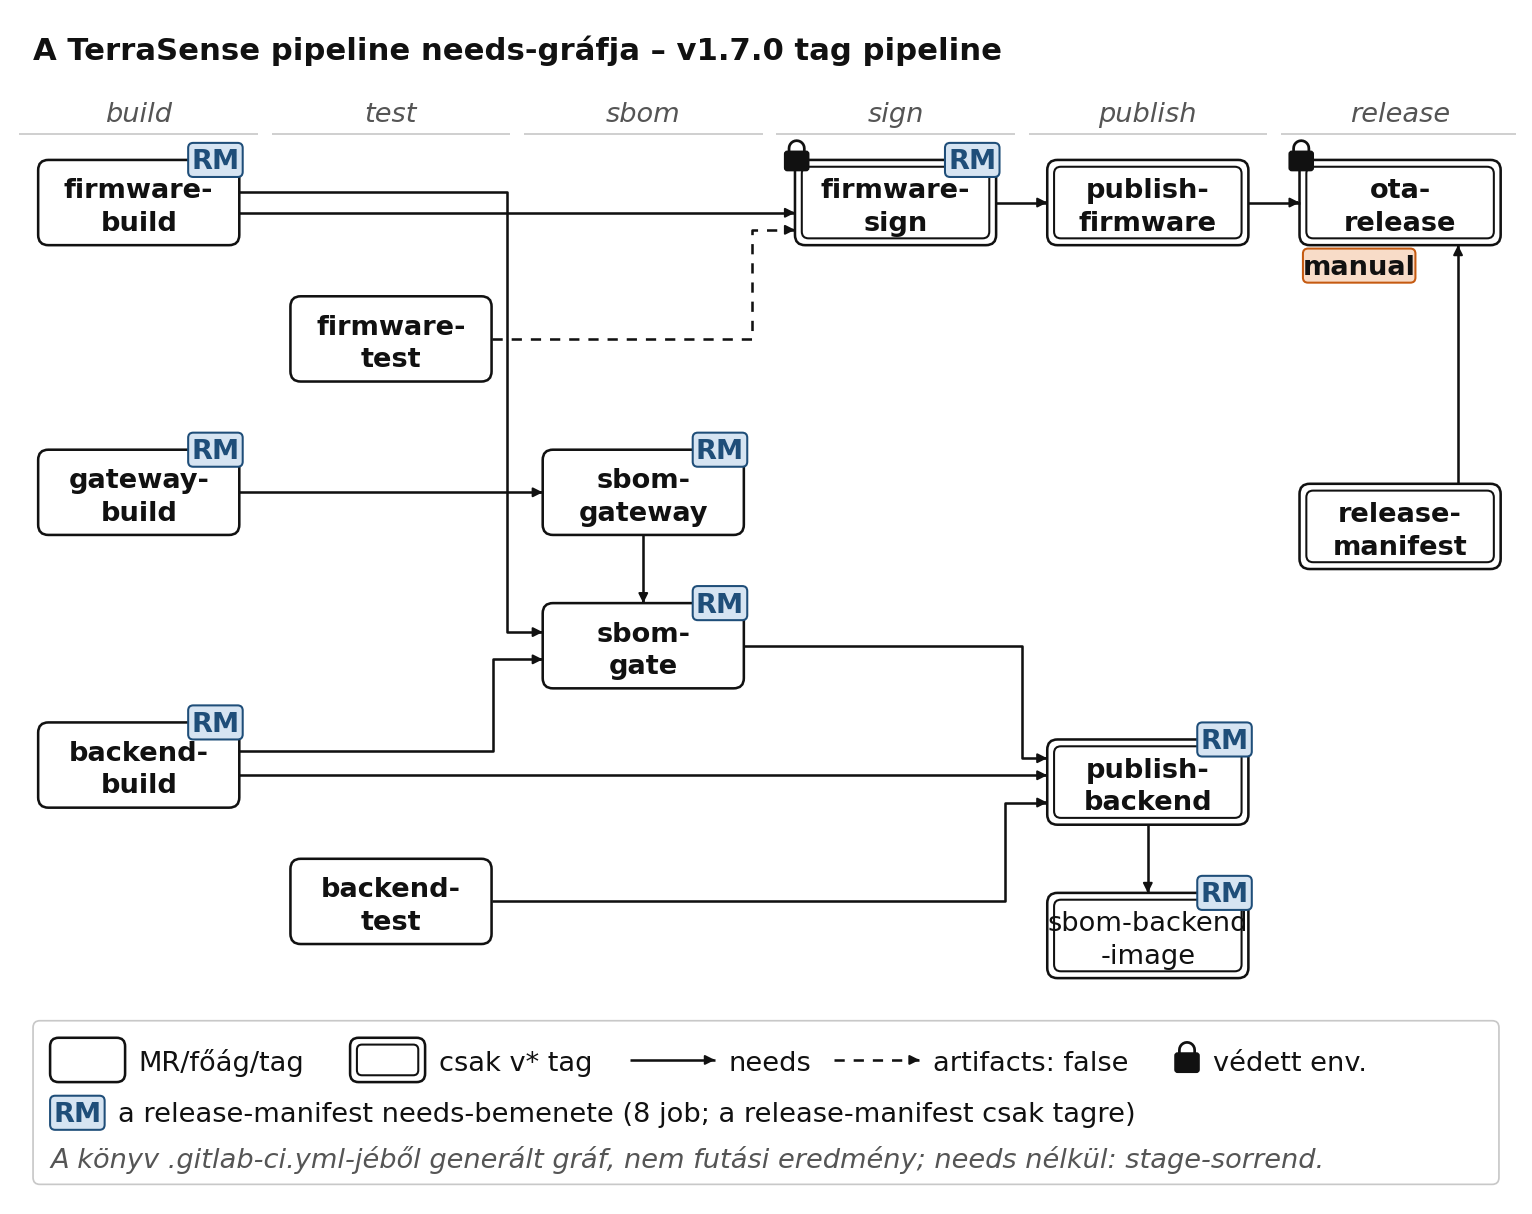 A TerraSense pipeline needs-gráfja – v1.7.0 tag pipeline
build
test
sbom
sign
publish
release
RM
firmware-
build
RM
firmware-
sign
publish-
firmware
ota-
release
manual
firmware-
test
RM
gateway-
build
RM
sbom-
gateway
release-
manifest
RM
sbom-
gate
RM
backend-
build
RM
publish-
backend
backend-
test
RM
sbom-backend
-image
MR/főág/tag
csak v* tag
needs
artifacts: false
védett env.
RM a release-manifest needs-bemenete (8 job; a release-manifest csak tagre)
A könyv .gitlab-ci.yml-jéből generált gráf, nem futási eredmény; needs nélkül: stage-sorrend.